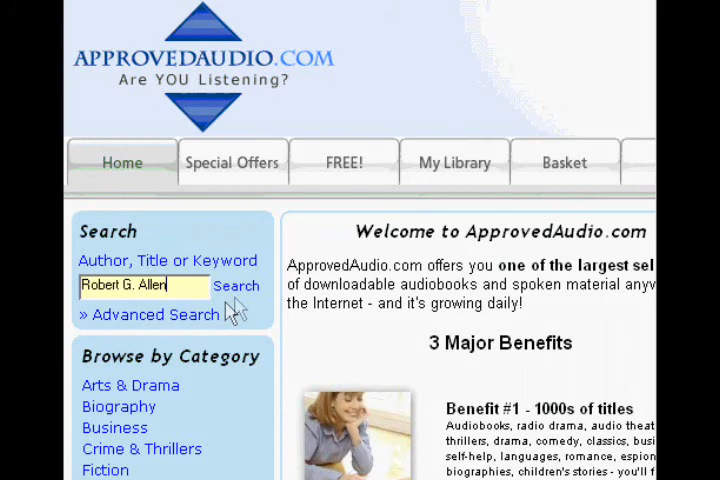 APPROVEDAUDIO.COM
Are YOU Listening?
Home
Special Offers
FREE!
My Library
Basket
Search
Author, Title or Keyword
Robert G. Allen
Search
» Advanced Search
Browse by Category
Arts & Drama
Biography
Business
Crime & Thrillers
Fiction
Welcome to ApprovedAudio.com
ApprovedAudio.com offers you one of the largest sel
of downloadable audiobooks and spoken material anyw
the Internet - and it's growing daily!
3 Major Benefits
Benefit #1 - 1000s of titles
Audiobooks, radio drama, audio theat
thrillers, drama, comedy, classics, busi
self-help, languages, romance, espion
biographies, children's stories - you'll f